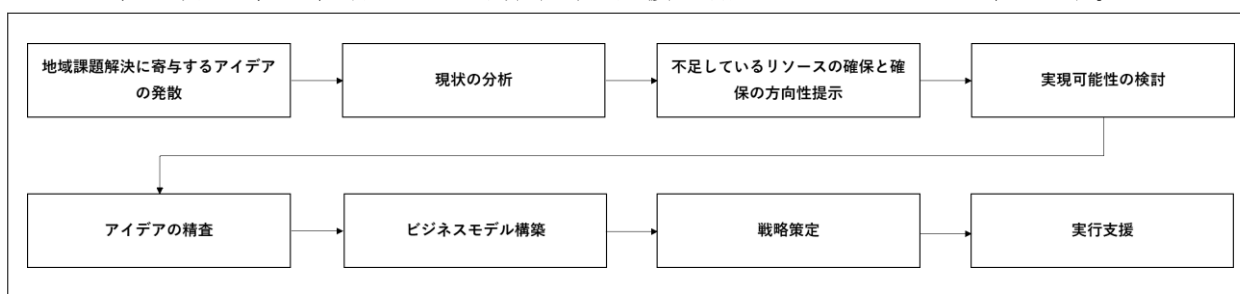 地域課題解決に寄与するアイデア
の発散
現状の分析
不足しているリソースの確保と確
保の方向性提示
実現可能性の検討
アイデアの精査
ビジネスモデル構築
戦略策定
実行支援